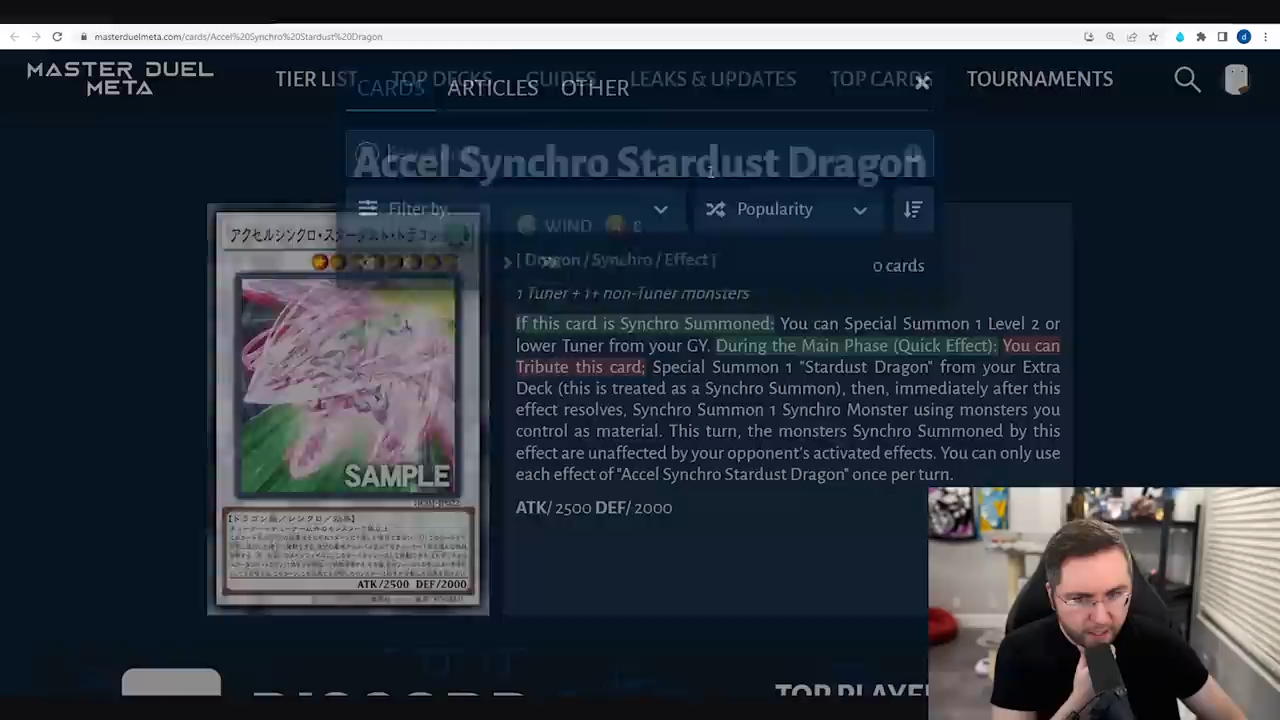 masterduelmeta.com/cards/Accel%20Synchro%20Stardust%20Dragon
MASTER DUEL
META
TIER LIST
TOP DECKS
GUIDES
LEAKS & UPDATES
TOP CARDS
TOURNAMENTS
CARDS
ARTICLES
OTHER
Accel Synchro Stardust Dragon
Filter by
Popularity
0 cards
WIND
[ Dragon / Synchro / Effect ]
1 Tuner + 1+ non-Tuner monsters
If this card is Synchro Summoned: You can Special Summon 1 Level 2 or
lower Tuner from your GY. During the Main Phase (Quick Effect): You can
Tribute this card; Special Summon 1 "Stardust Dragon" from your Extra
Deck (this is treated as a Synchro Summon), then, immediately after this
effect resolves, Synchro Summon 1 Synchro Monster using monsters you
control as material. This turn, the monsters Synchro Summoned by this
effect are unaffected by your opponent's activated effects. You can only use
each effect of "Accel Synchro Stardust Dragon" once per turn.
ATK/ 2500 DEF/ 2000
アクセルシンクロ・スターダスト・ドラゴン
SAMPLE
ATK/2500 DEF/2000